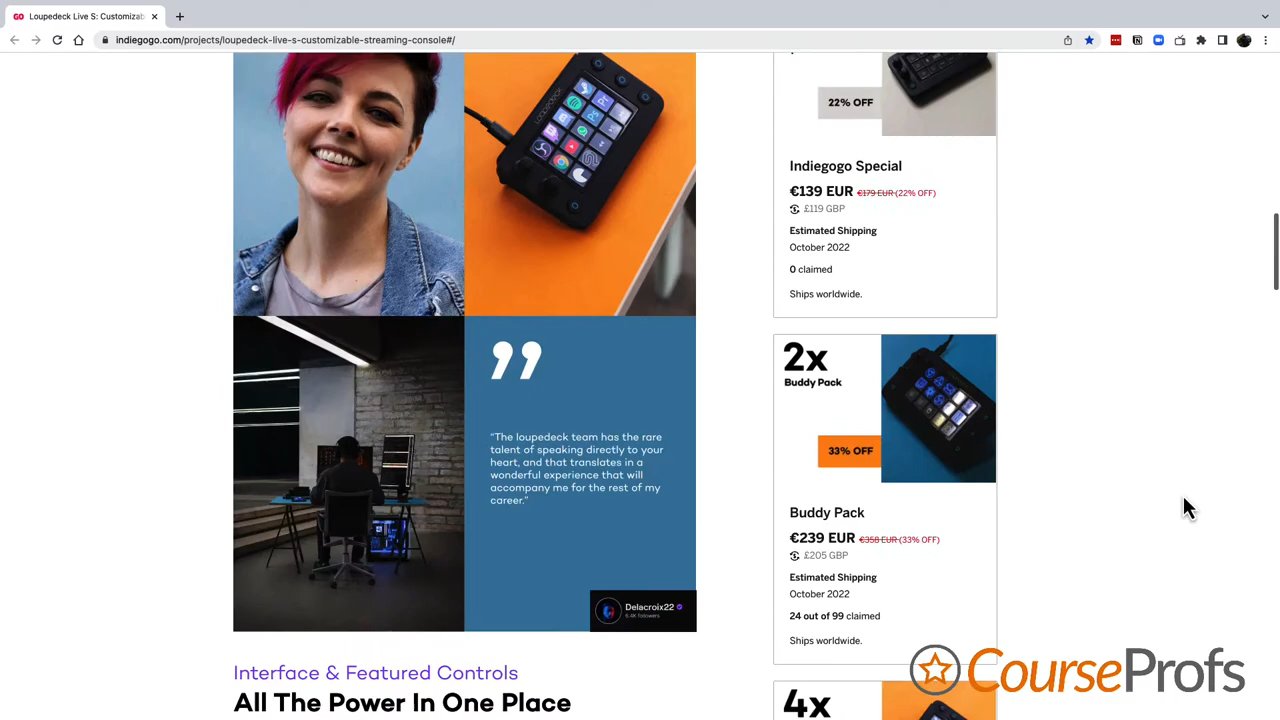 Loupedeck Live S: Customizab
indiegogo.com/projects/loupedeck-live-s-customizable-streaming-console#/
22% OFF
Indiegogo Special
€139 EUR €179 EUR (22% OFF)
£119 GBP
Estimated Shipping
October 2022
0 claimed
Ships worldwide.
2x
Buddy Pack
33% OFF
Buddy Pack
€239 EUR €358 EUR (33% OFF)
£205 GBP
Estimated Shipping
October 2022
24 out of 99 claimed
Ships worldwide.
4x
loupedeck
”
“The loupedeck team has the rare
talent of speaking directly to your
heart, and that translates in a
wonderful experience that will
accompany me for the rest of my
career.”
Delacroix22
6.4K followers
Interface & Featured Controls
All The Power In One Place
CourseProfs